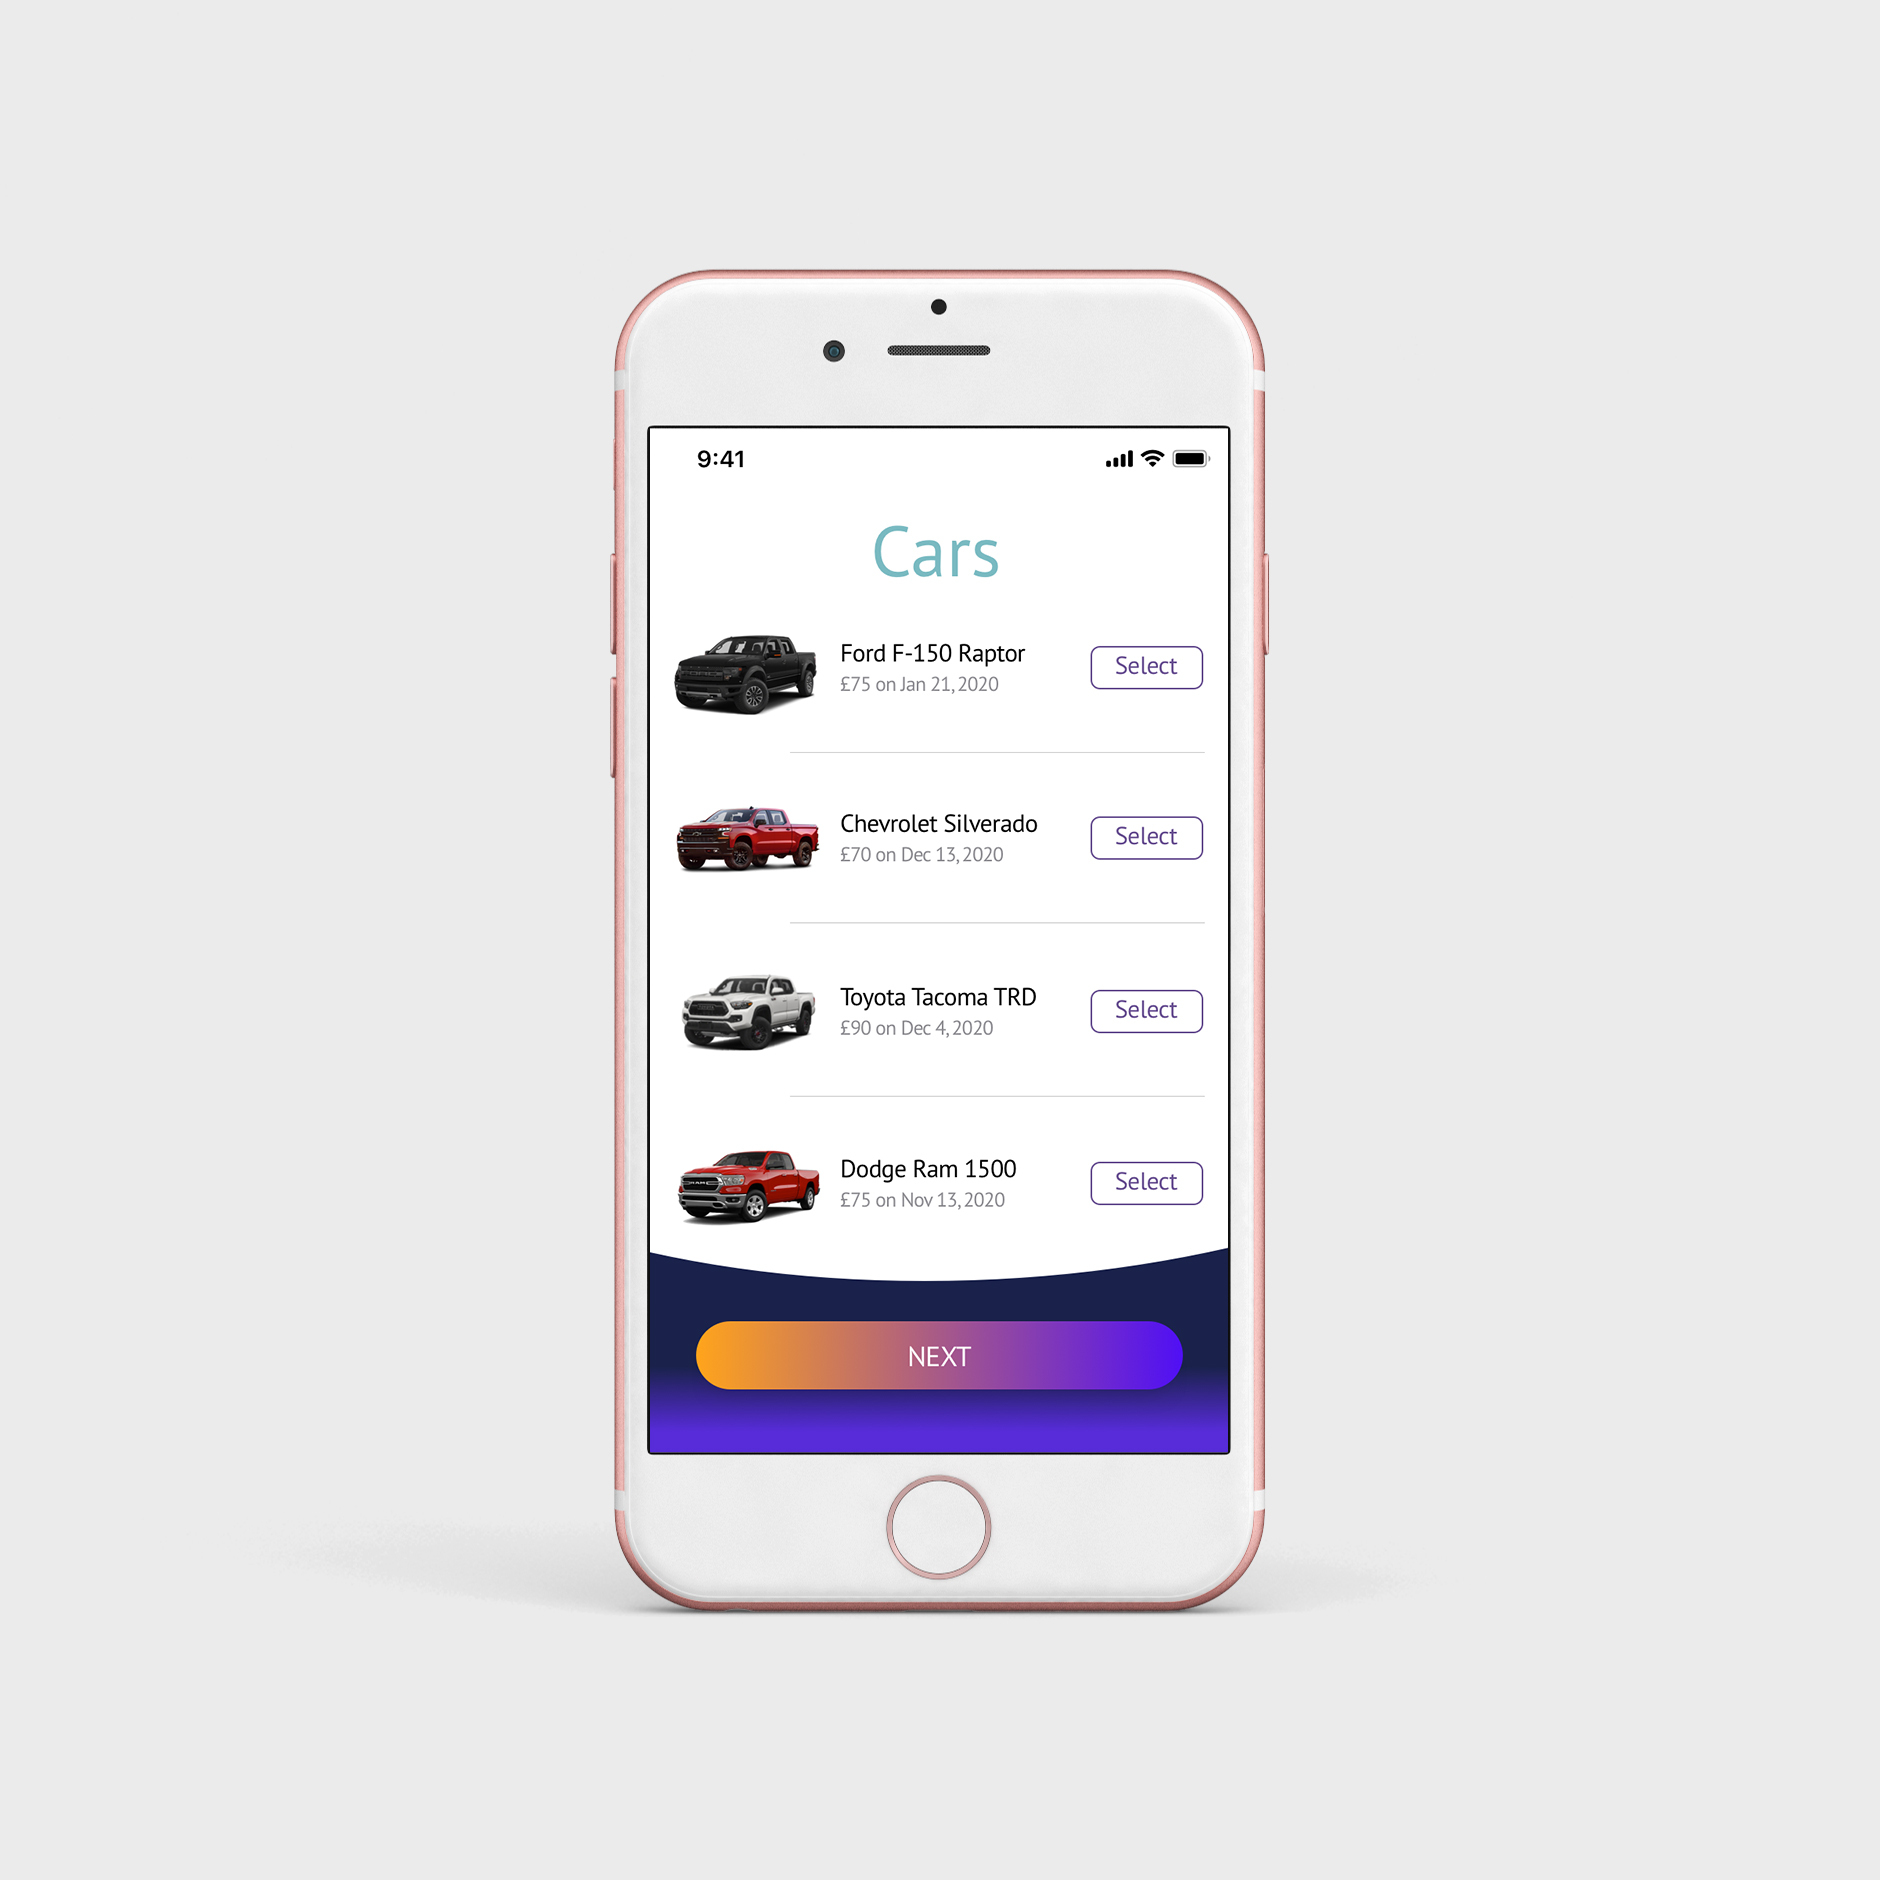 9:41
Cars
Ford F-150 Raptor
£75 on Jan 21, 2020
Select
Chevrolet Silverado
£70 on Dec 13, 2020
Select
Toyota Tacoma TRD
£90 on Dec 4, 2020
Select
Dodge Ram 1500
£75 on Nov 13, 2020
Select
RAM
NEXT